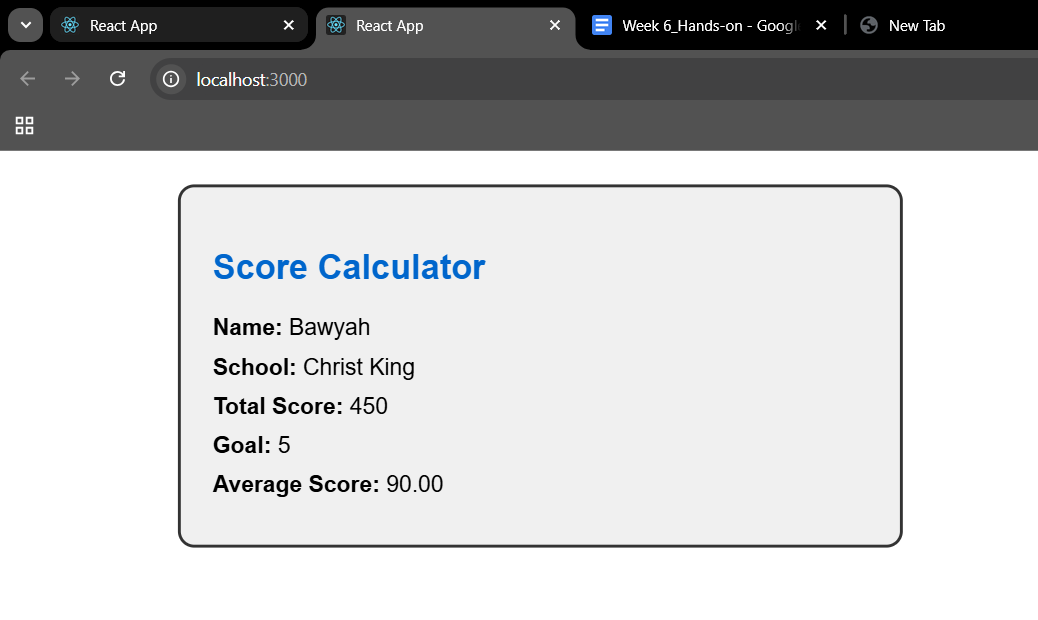 React App
React App
Week 6_Hands-on - Googl
New Tab
localhost:3000
Score Calculator
Name: Bawyah
School: Christ King
Total Score: 450
Goal: 5
Average Score: 90.00